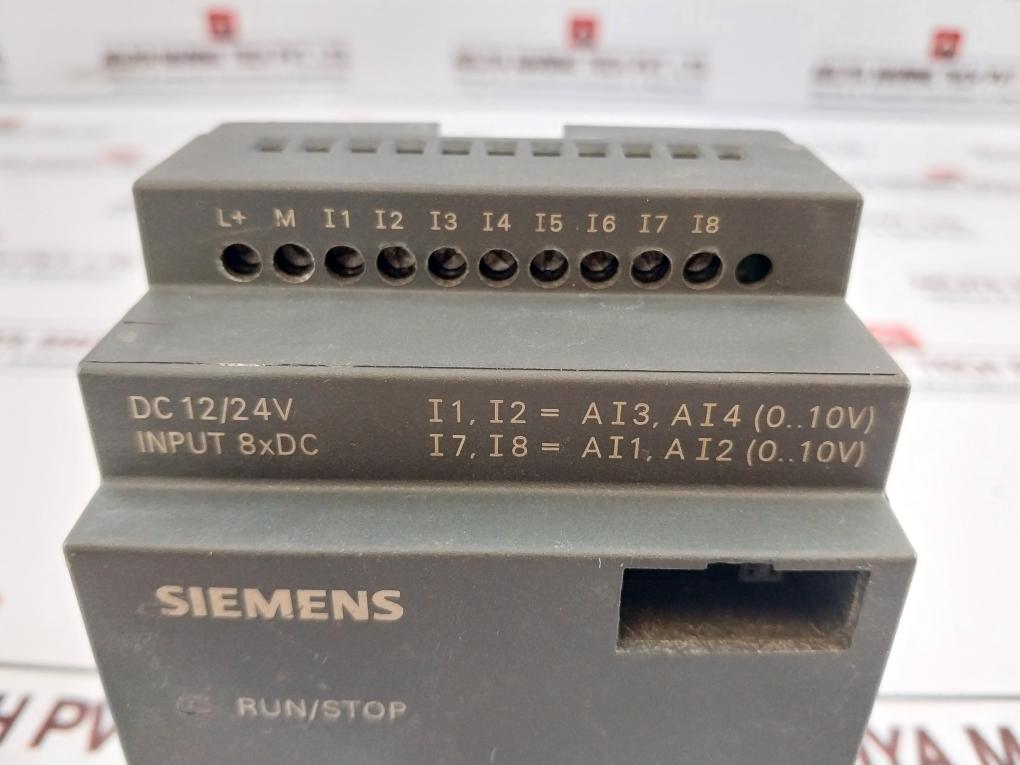 L+ M I1 I2 I3 I4 I5 I6 I7 I8
DC 12/24V
INPUT 8xDC
I1, I2 = AI3, AI4 (0..10V)
I7, I8 = AI1, AI2 (0..10V)
SIEMENS
RUN/STOP